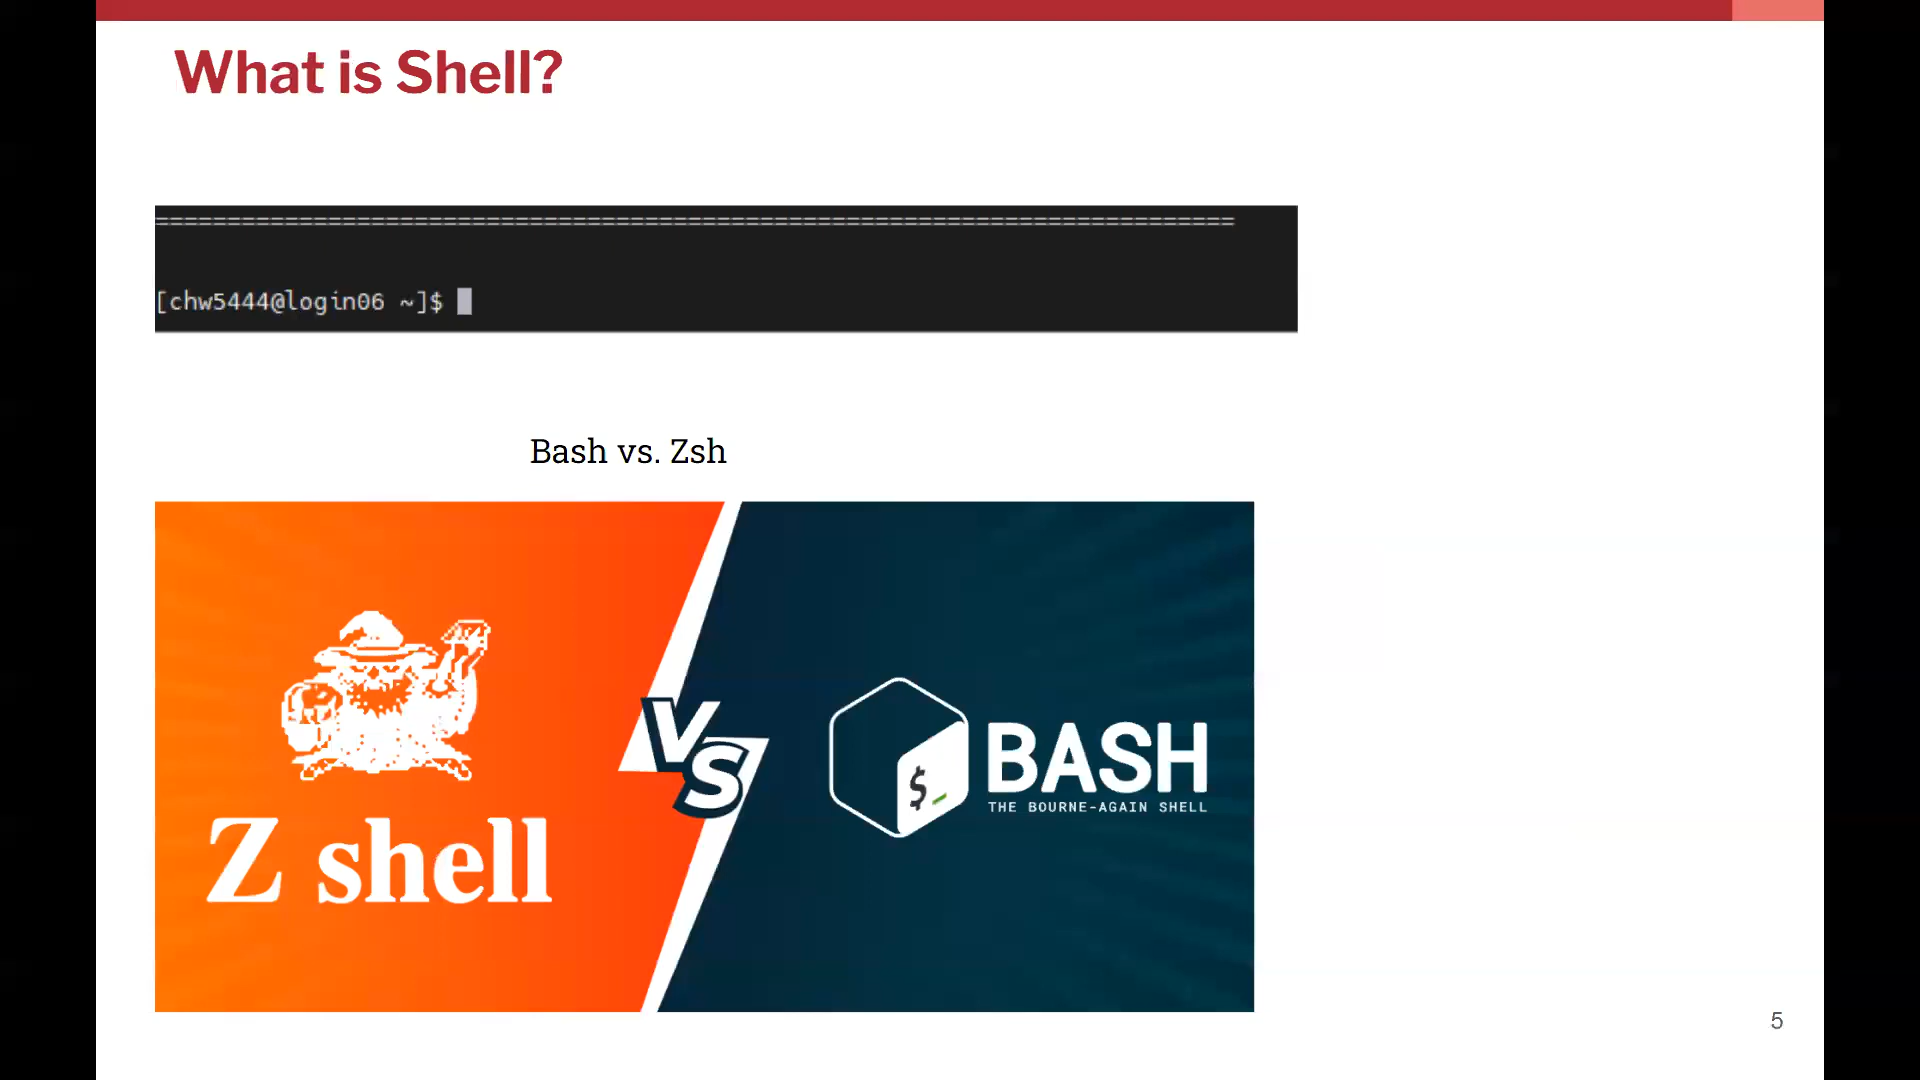 What is Shell?
===========================================================================
[chw5444@login06 ~]$
Bash vs. Zsh
Z shell
VS
$_
BASH
THE BOURNE-AGAIN SHELL
5